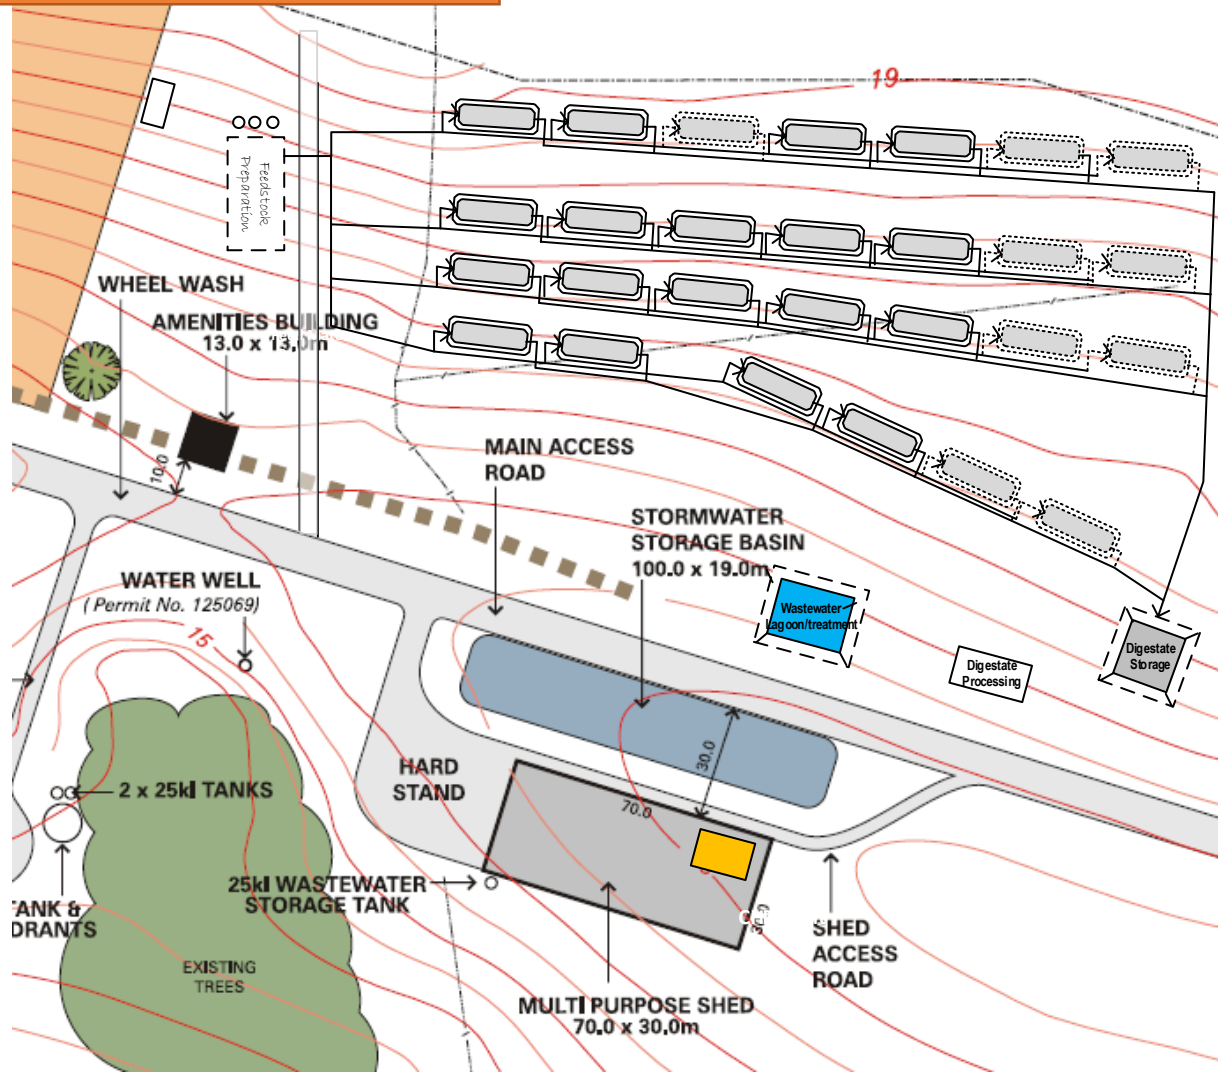 19
Feedstock
Preparation
WHEEL WASH
AMENITIES BUILDING
13.0 x 13.0m
10.0
MAIN ACCESS
ROAD
STORMWATER
STORAGE BASIN
100.0 x 19.0m
WATER WELL
( Permit No. 125069)
15
Wastewater
Lagoon/treatment
Digestate
Storage
Digestate
Processing
30.0
HARD
STAND
70.0
2 x 25kl TANKS
25kl WASTEWATER
STORAGE TANK
TANK &
DRANTS
30.0
SHED
ACCESS
ROAD
EXISTING
TREES
MULTI PURPOSE SHED
70.0 x 30.0m